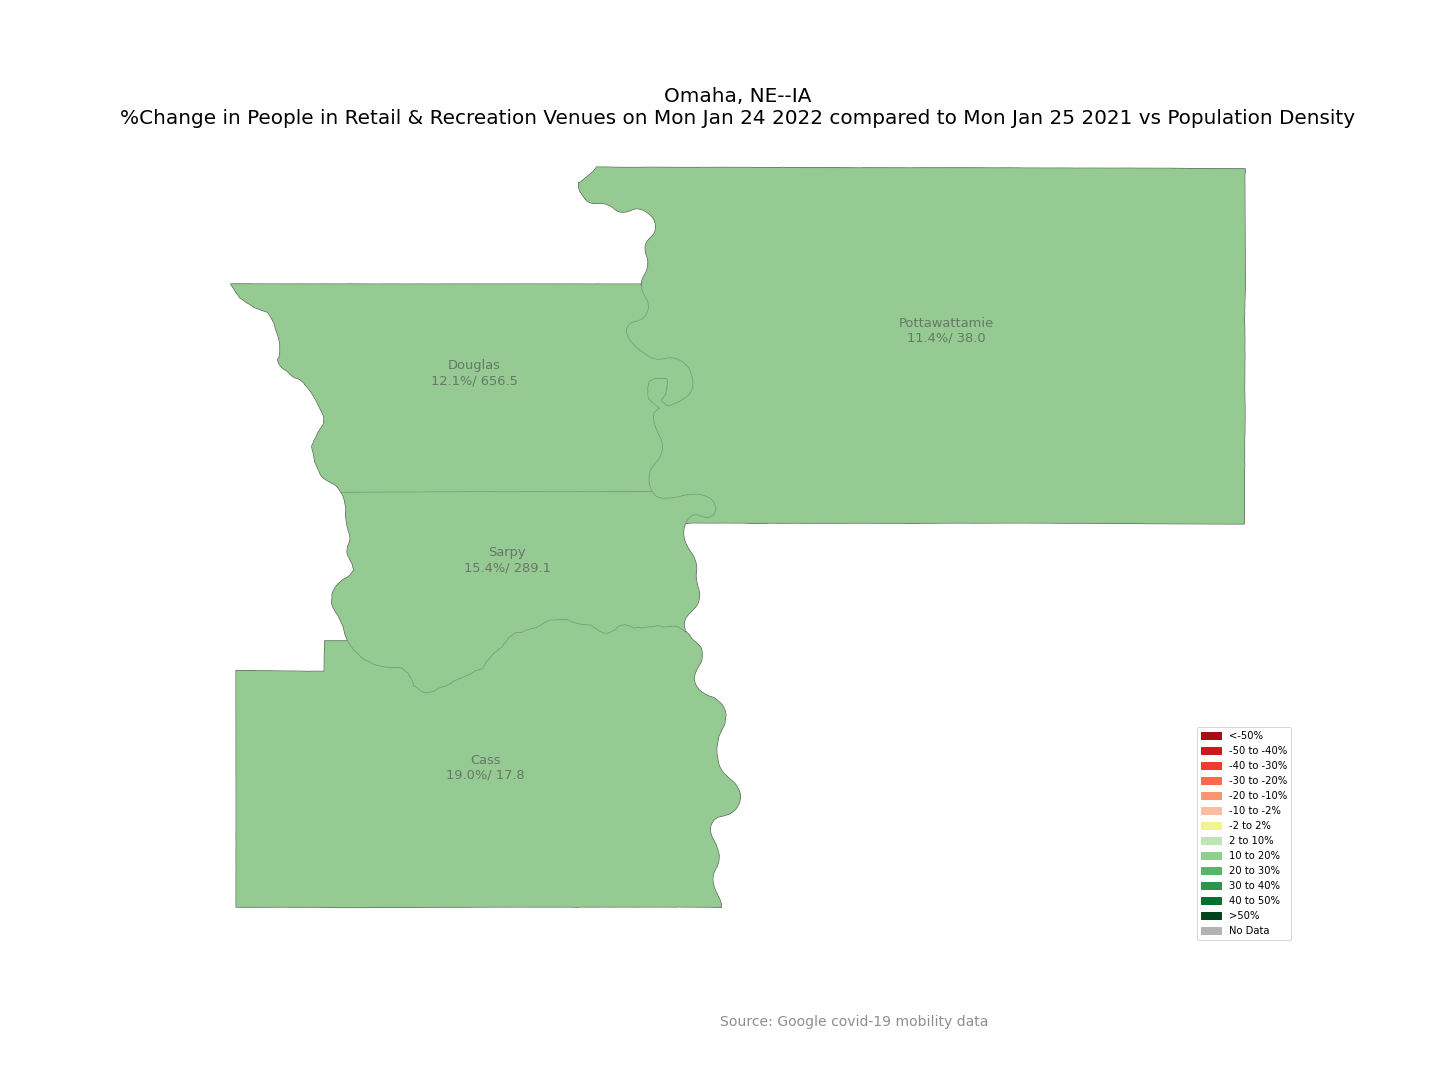 Omaha, NE--IA
%Change in People in Retail & Recreation Venues on Mon Jan 24 2022 compared to Mon Jan 25 2021 vs Population Density
Pottawattamie
11.4%/ 38.0
Douglas
12.1%/ 656.5
Sarpy
15.4%/ 289.1
Cass
19.0%/ 17.8
<-50%
-50 to -40%
-40 to -30%
-30 to -20%
-20 to -10%
-10 to -2%
-2 to 2%
2 to 10%
10 to 20%
20 to 30%
30 to 40%
40 to 50%
>50%
No Data
Source: Google covid-19 mobility data